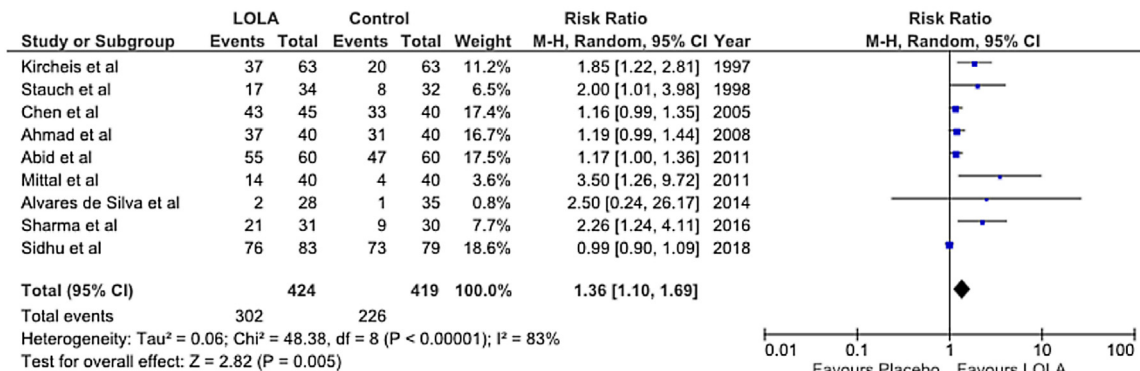 LOLA Control Risk Ratio Risk Ratio
Study or Subgroup Events Total Events Total Weight M-H, Random, 95% CI Year M-H, Random, 95% CI
Kircheis et al 37 63 20 63 11.2% 1.85 [1.22, 2.81] 1997
Stauch et al 17 34 8 32 6.5% 2.00 [1.01, 3.98] 1998
Chen et al 43 45 33 40 17.4% 1.16 [0.99, 1.35] 2005
Ahmad et al 37 40 31 40 16.7% 1.19 [0.99, 1.44] 2008
Abid et al 55 60 47 60 17.5% 1.17 [1.00, 1.36] 2011
Mittal et al 14 40 4 40 3.6% 3.50 [1.26, 9.72] 2011
Alvares de Silva et al 2 28 1 35 0.8% 2.50 [0.24, 26.17] 2014
Sharma et al 21 31 9 30 7.7% 2.26 [1.24, 4.11] 2016
Sidhu et al 76 83 73 79 18.6% 0.99 [0.90, 1.09] 2018
Total (95% CI) 424 419 100.0% 1.36 [1.10, 1.69]
Total events 302 226
Heterogeneity: Tau² = 0.06; Chi² = 48.38, df = 8 (P < 0.00001); I² = 83%
Test for overall effect: Z = 2.82 (P = 0.005)
0.01 0.1 1 10 100
Favours Placebo Favours LOLA